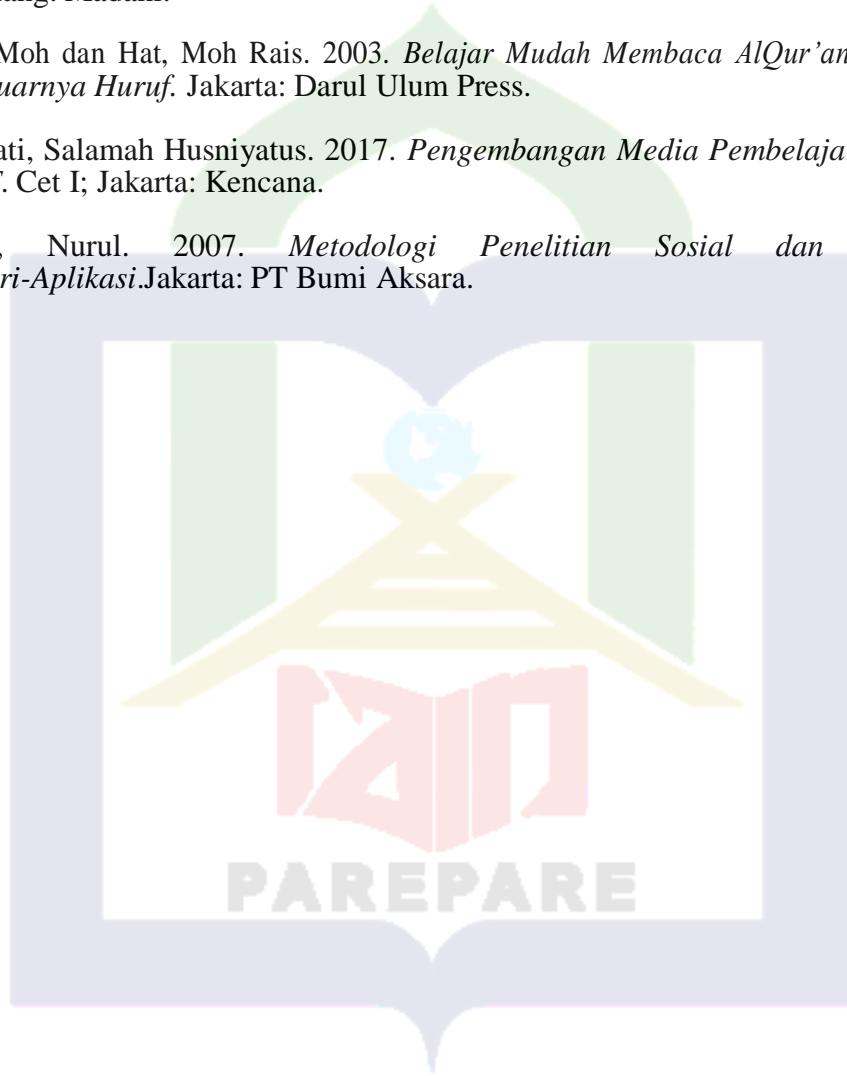 Moh dan Hat, Moh Rais. 2003. Belajar Mudah Membaca AlQur’an
uarnya Huruf. Jakarta: Darul Ulum Press.
ati, Salamah Husniyatus. 2017. Pengembangan Media Pembelaja
. Cet I; Jakarta: Kencana.
, Nurul. 2007. Metodologi Penelitian Sosial dan
ri-Aplikasi.Jakarta: PT Bumi Aksara.
iain
PAREPARE